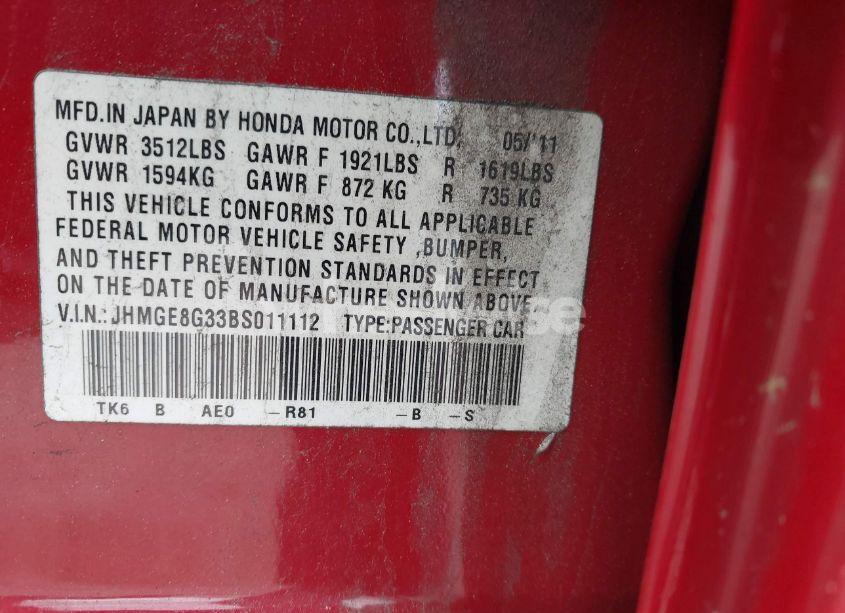 MFD.IN JAPAN BY HONDA MOTOR CO.,LTD. 05/'11
GVWR 3512LBS GAWR F 1921LBS R 1619LBS
GVWR 1594KG GAWR F 872 KG R 735 KG
THIS VEHICLE CONFORMS TO ALL APPLICABLE
FEDERAL MOTOR VEHICLE SAFETY ,BUMPER,
AND THEFT PREVENTION STANDARDS IN EFFECT
ON THE DATE OF MANUFACTURE SHOWN ABOVE
V.I.N.: JHMGE8G33BS011112 TYPE:PASSENGER CAR
TK6 B AE0 -R81 -B -S